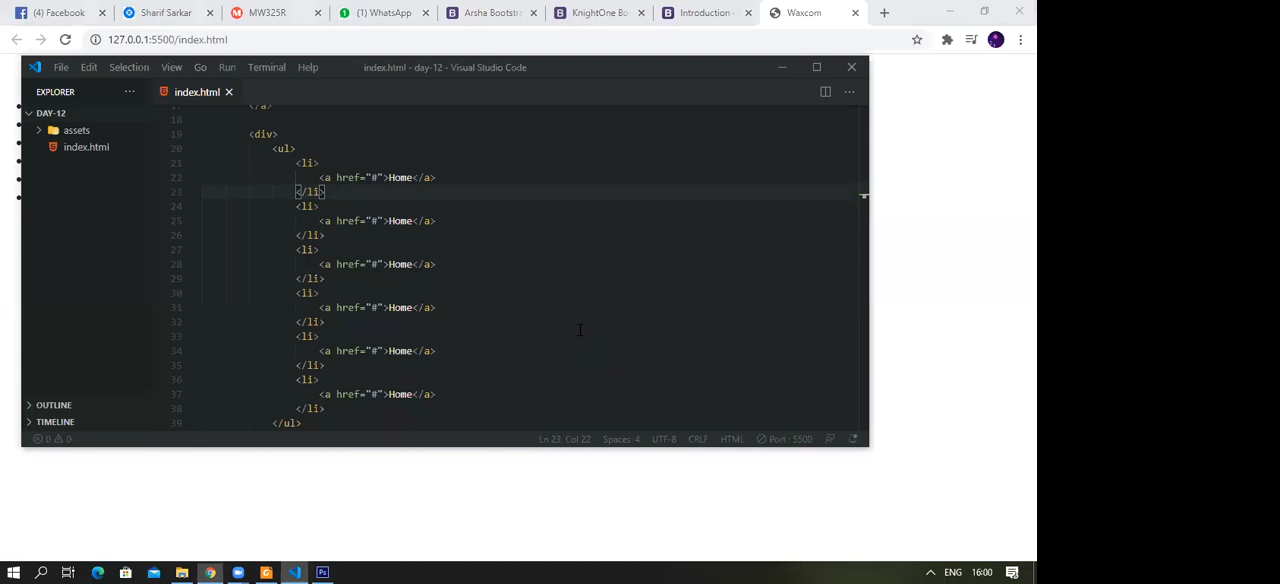 (4) Facebook
Sharif Sarkar
MW325R
(1) WhatsApp
Arsha Bootstra
KnightOne Bo
Introduction ·
Waxcom
127.0.0.1:5500/index.html
File Edit Selection View Go Run Terminal Help
index.html - day-12 - Visual Studio Code
EXPLORER
index.html
DAY-12
assets
index.html
OUTLINE
TIMELINE
17 </a>
18
19 <div>
20 <ul>
21 <li>
22 <a href="#">Home</a>
23 </li>
24 <li>
25 <a href="#">Home</a>
26 </li>
27 <li>
28 <a href="#">Home</a>
29 </li>
30 <li>
31 <a href="#">Home</a>
32 </li>
33 <li>
34 <a href="#">Home</a>
35 </li>
36 <li>
37 <a href="#">Home</a>
38 </li>
39 </ul>
0 0 Ln 23, Col 22 Spaces: 4 UTF-8 CRLF HTML Port : 5500
Ps
ENG 16:00